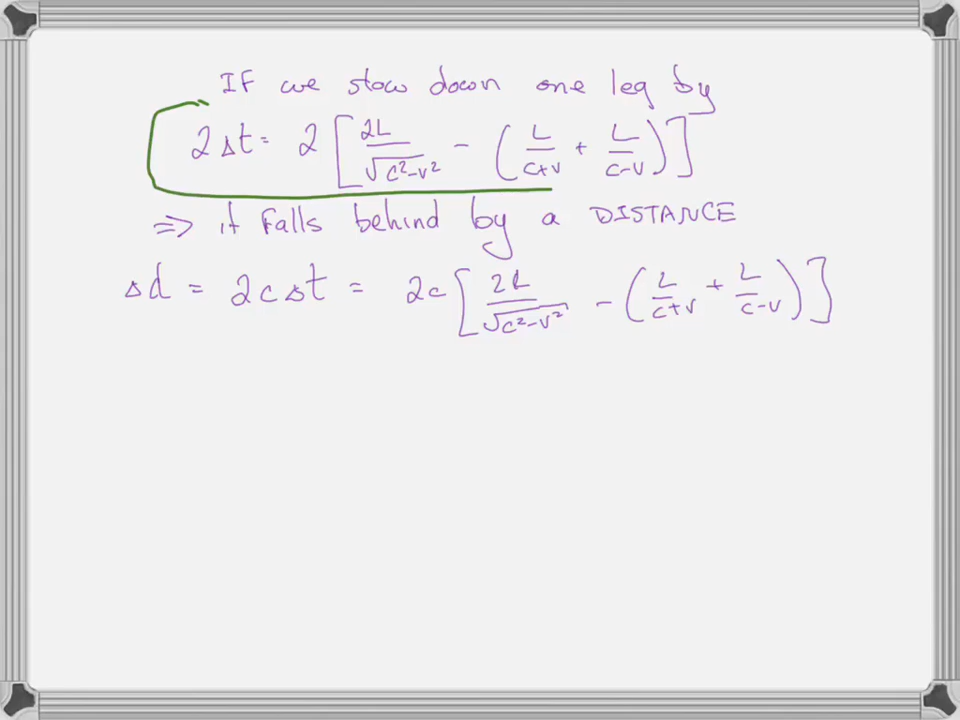 IF we slow down one leg by
2Δt = 2 [ 2L/√(c²-v²) - ( L/(c+v) + L/(c-v) ) ]
=> it falls behind by a DISTANCE
Δd = 2cΔt = 2c [ 2L/√(c²-v²) - ( L/(c+v) + L/(c-v) ) ]